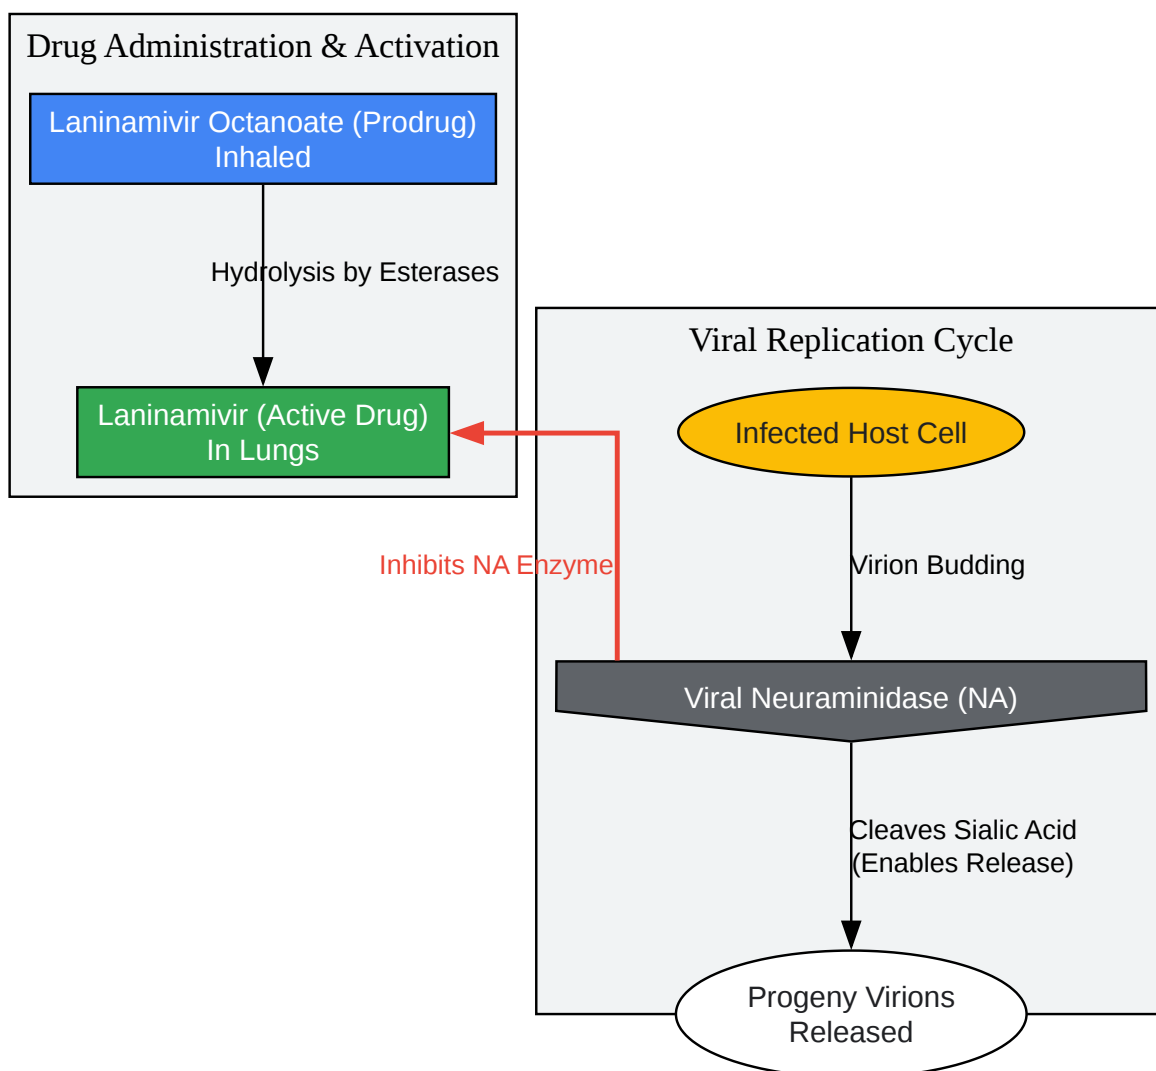 Drug Administration & Activation
Laninamivir Octanoate (Prodrug)
Inhaled
Hydrolysis by Esterases
Laninamivir (Active Drug)
In Lungs
Inhibits NA Enzyme
Viral Replication Cycle
Infected Host Cell
Virion Budding
Viral Neuraminidase (NA)
Cleaves Sialic Acid
(Enables Release)
Progeny Virions
Released